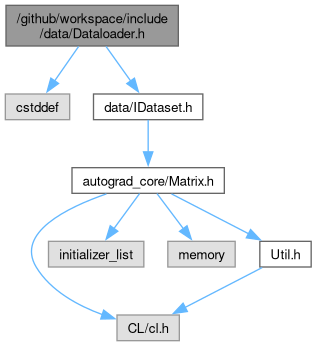 /github/workspace/include
/data/Dataloader.h
cstddef
data/IDataset.h
autograd_core/Matrix.h
initializer_list
memory
Util.h
CL/cl.h